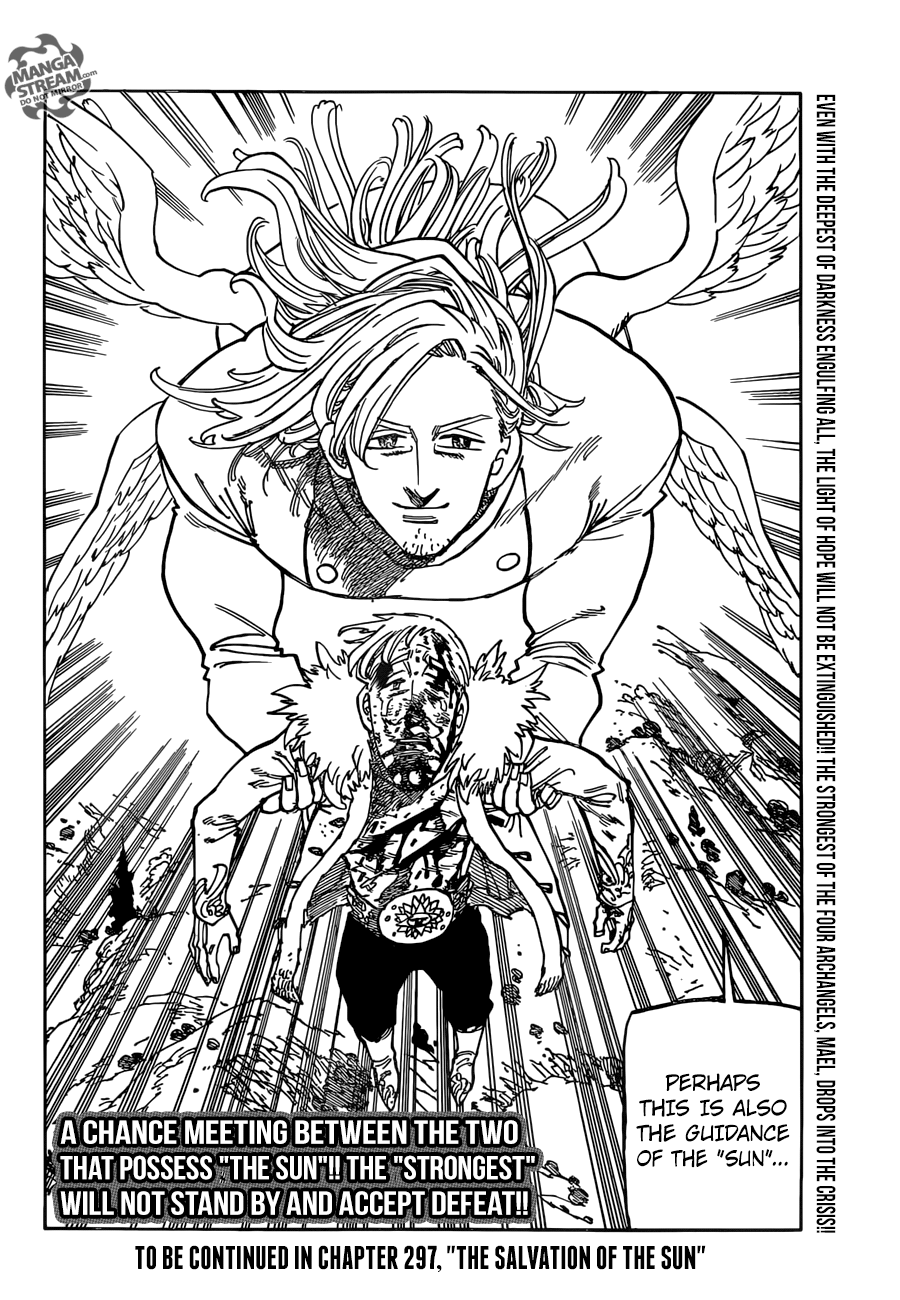 MANGA
STREAM.com
DO NOT MIRROR
EVEN WITH THE DEEPEST OF DARKNESS ENGULFING ALL, THE LIGHT OF HOPE WILL NOT BE EXTINGUISHED!! THE STRONGEST OF THE FOUR ARCHANGELS, MAEL, DROPS INTO THE CRISIS!!!
PERHAPS
THIS IS ALSO
THE GUIDANCE
OF THE "SUN"...
A CHANCE MEETING BETWEEN THE TWO
THAT POSSESS "THE SUN"!! THE "STRONGEST"
WILL NOT STAND BY AND ACCEPT DEFEAT!!
TO BE CONTINUED IN CHAPTER 297, "THE SALVATION OF THE SUN"